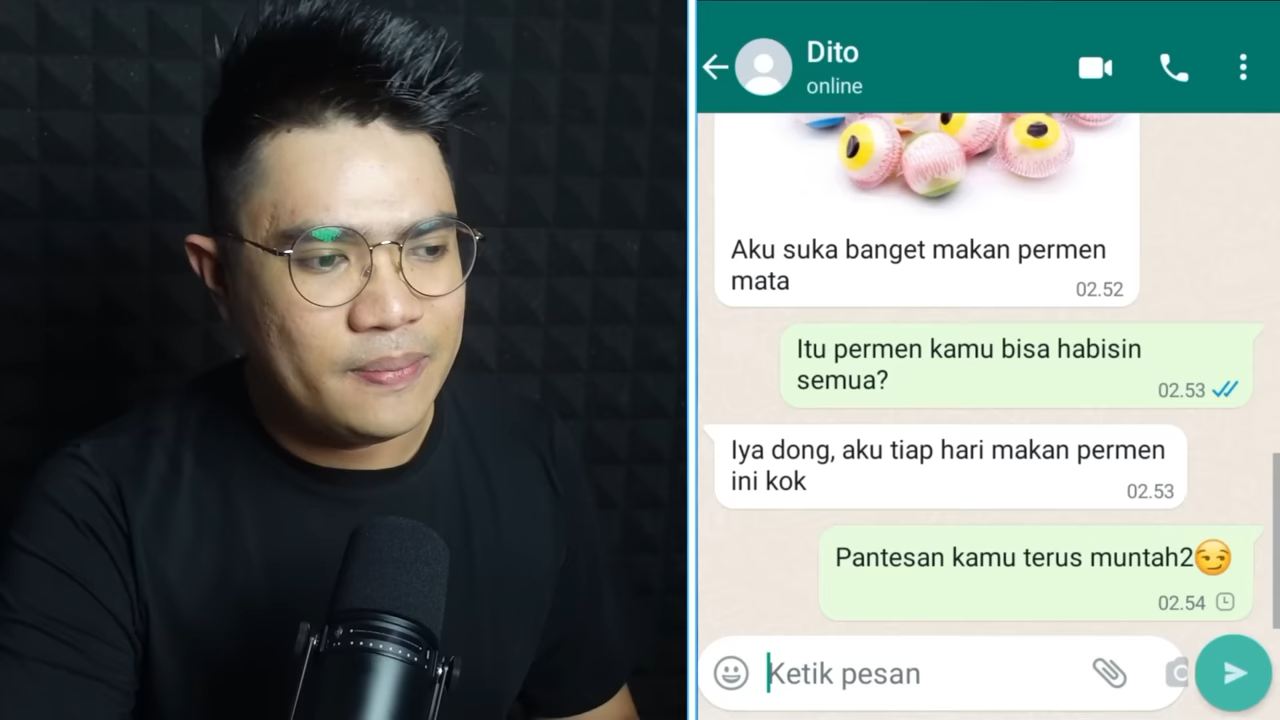 Dito
online
Aku suka banget makan permen
mata
02.52
Itu permen kamu bisa habisin
semua?
02.53
Iya dong, aku tiap hari makan permen
ini kok
02.53
Pantesan kamu terus muntah2😏
02.54
Ketik pesan